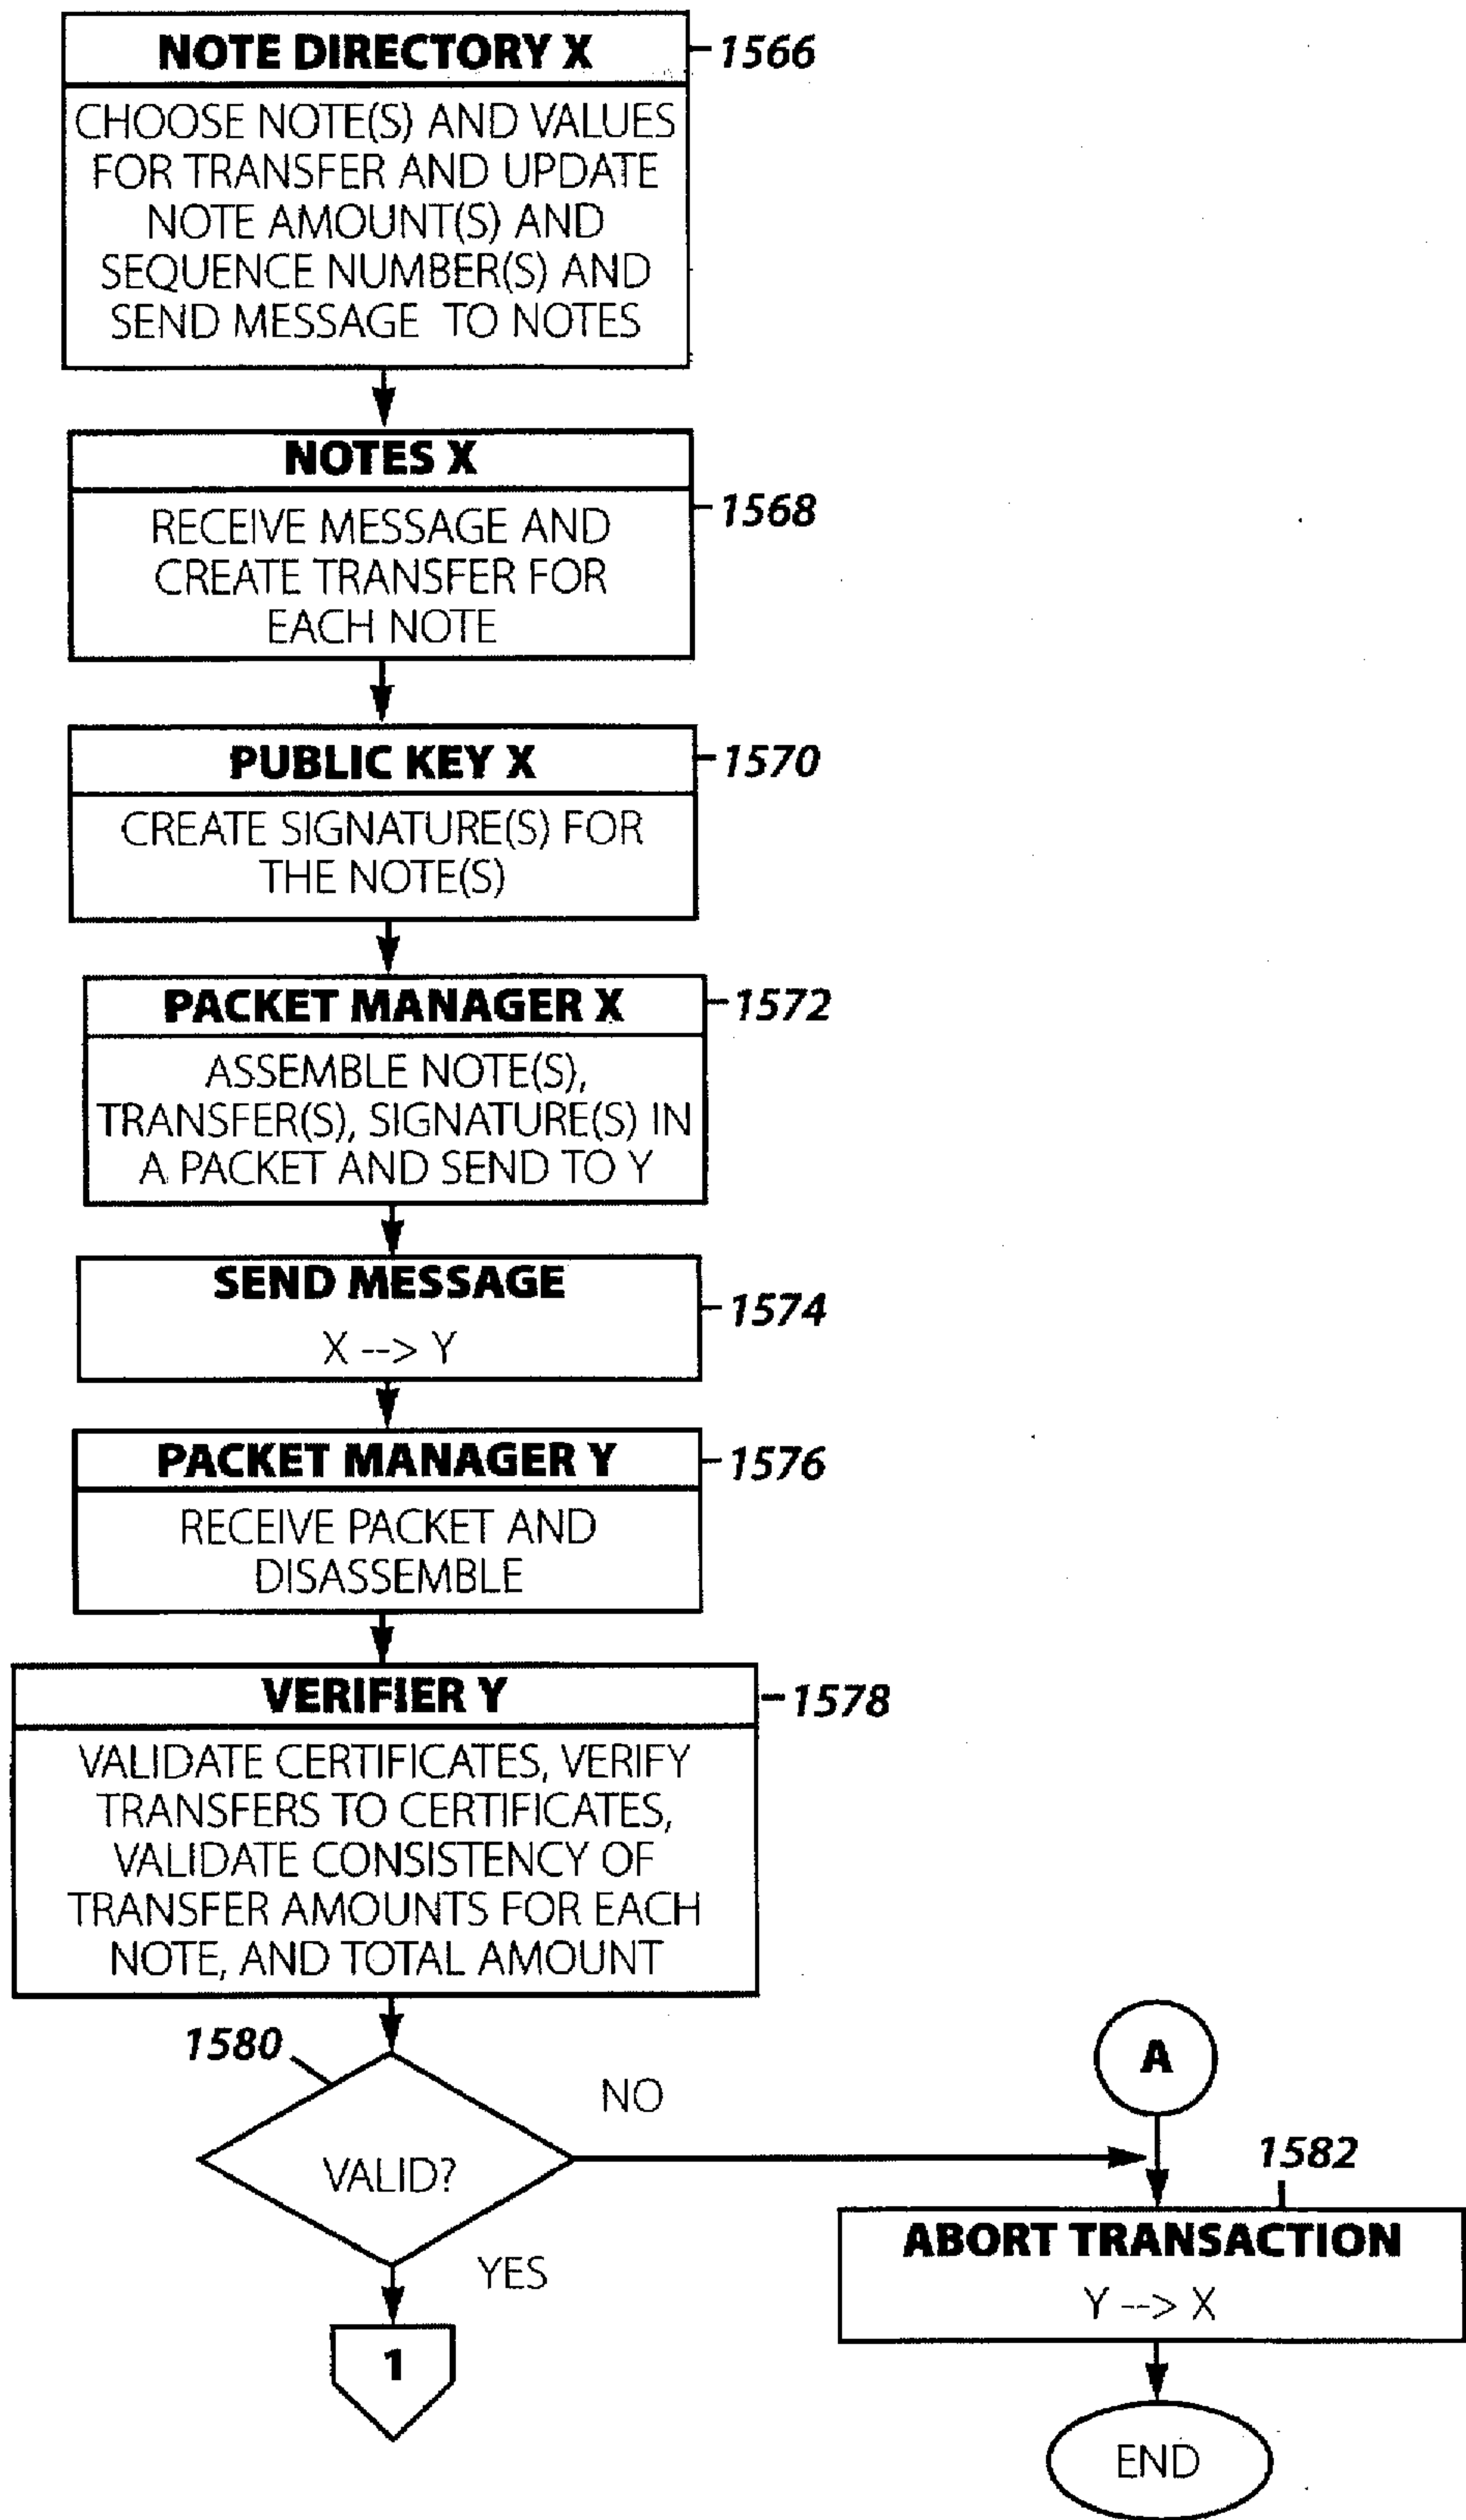 NOTE DIRECTORY X
1566
CHOOSE NOTE(S) AND VALUES
FOR TRANSFER AND UPDATE
NOTE AMOUNT(S) AND
SEQUENCE NUMBER(S) AND
SEND MESSAGE TO NOTES
NOTES X
1568
RECEIVE MESSAGE AND
CREATE TRANSFER FOR
EACH NOTE
PUBLIC KEY X
1570
CREATE SIGNATURE(S) FOR
THE NOTE(S)
PACKET MANAGER X
1572
ASSEMBLE NOTE(S),
TRANSFER(S), SIGNATURE(S) IN
A PACKET AND SEND TO Y
SEND MESSAGE
1574
X --> Y
PACKET MANAGER Y
1576
RECEIVE PACKET AND
DISASSEMBLE
VERIFIER Y
1578
VALIDATE CERTIFICATES, VERIFY
TRANSFERS TO CERTIFICATES,
VALIDATE CONSISTENCY OF
TRANSFER AMOUNTS FOR EACH
NOTE, AND TOTAL AMOUNT
1580
VALID?
NO
YES
1
A
1582
ABORT TRANSACTION
Y --> X
END